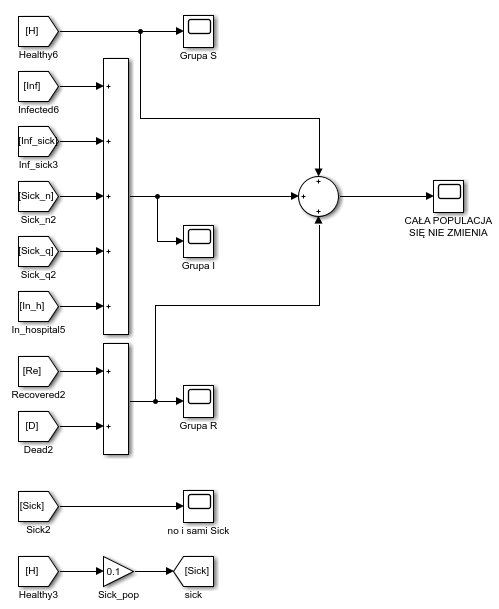 [H]
Healthy6
Grupa S
[Inf]
Infected6
+
[Inf_sick]
Inf_sick3
+
[Sick_n]
Sick_n2
+
[Sick_q]
Sick_q2
+
[In_h]
In_hospital5
+
Grupa I
+
+
+
CAŁA POPULACJA
SIĘ NIE ZMIENIA
[Re]
Recovered2
+
[D]
Dead2
+
Grupa R
[Sick]
Sick2
no i sami Sick
[H]
Healthy3
0.1
Sick_pop
[Sick]
sick